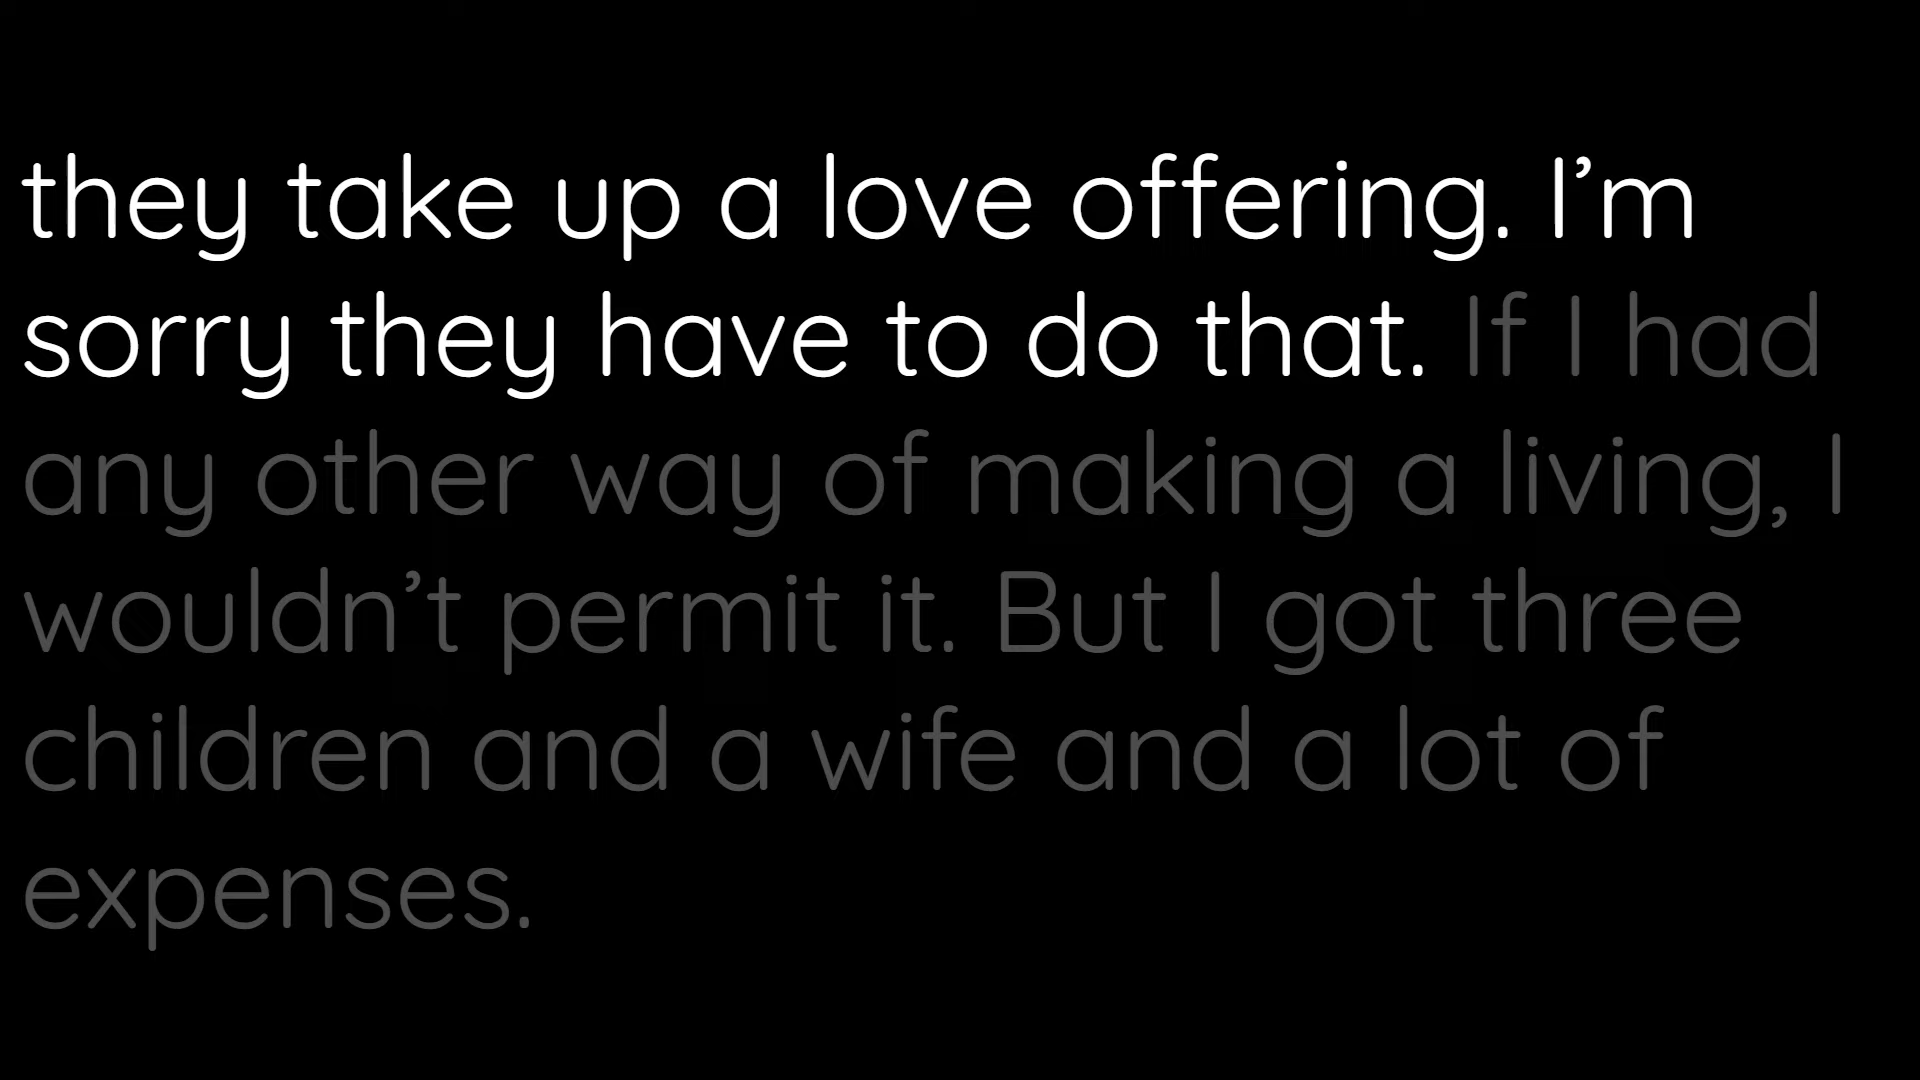 they take up a love offering. I’m
sorry they have to do that. If I had
any other way of making a living, I
wouldn’t permit it. But I got three
children and a wife and a lot of
expenses.